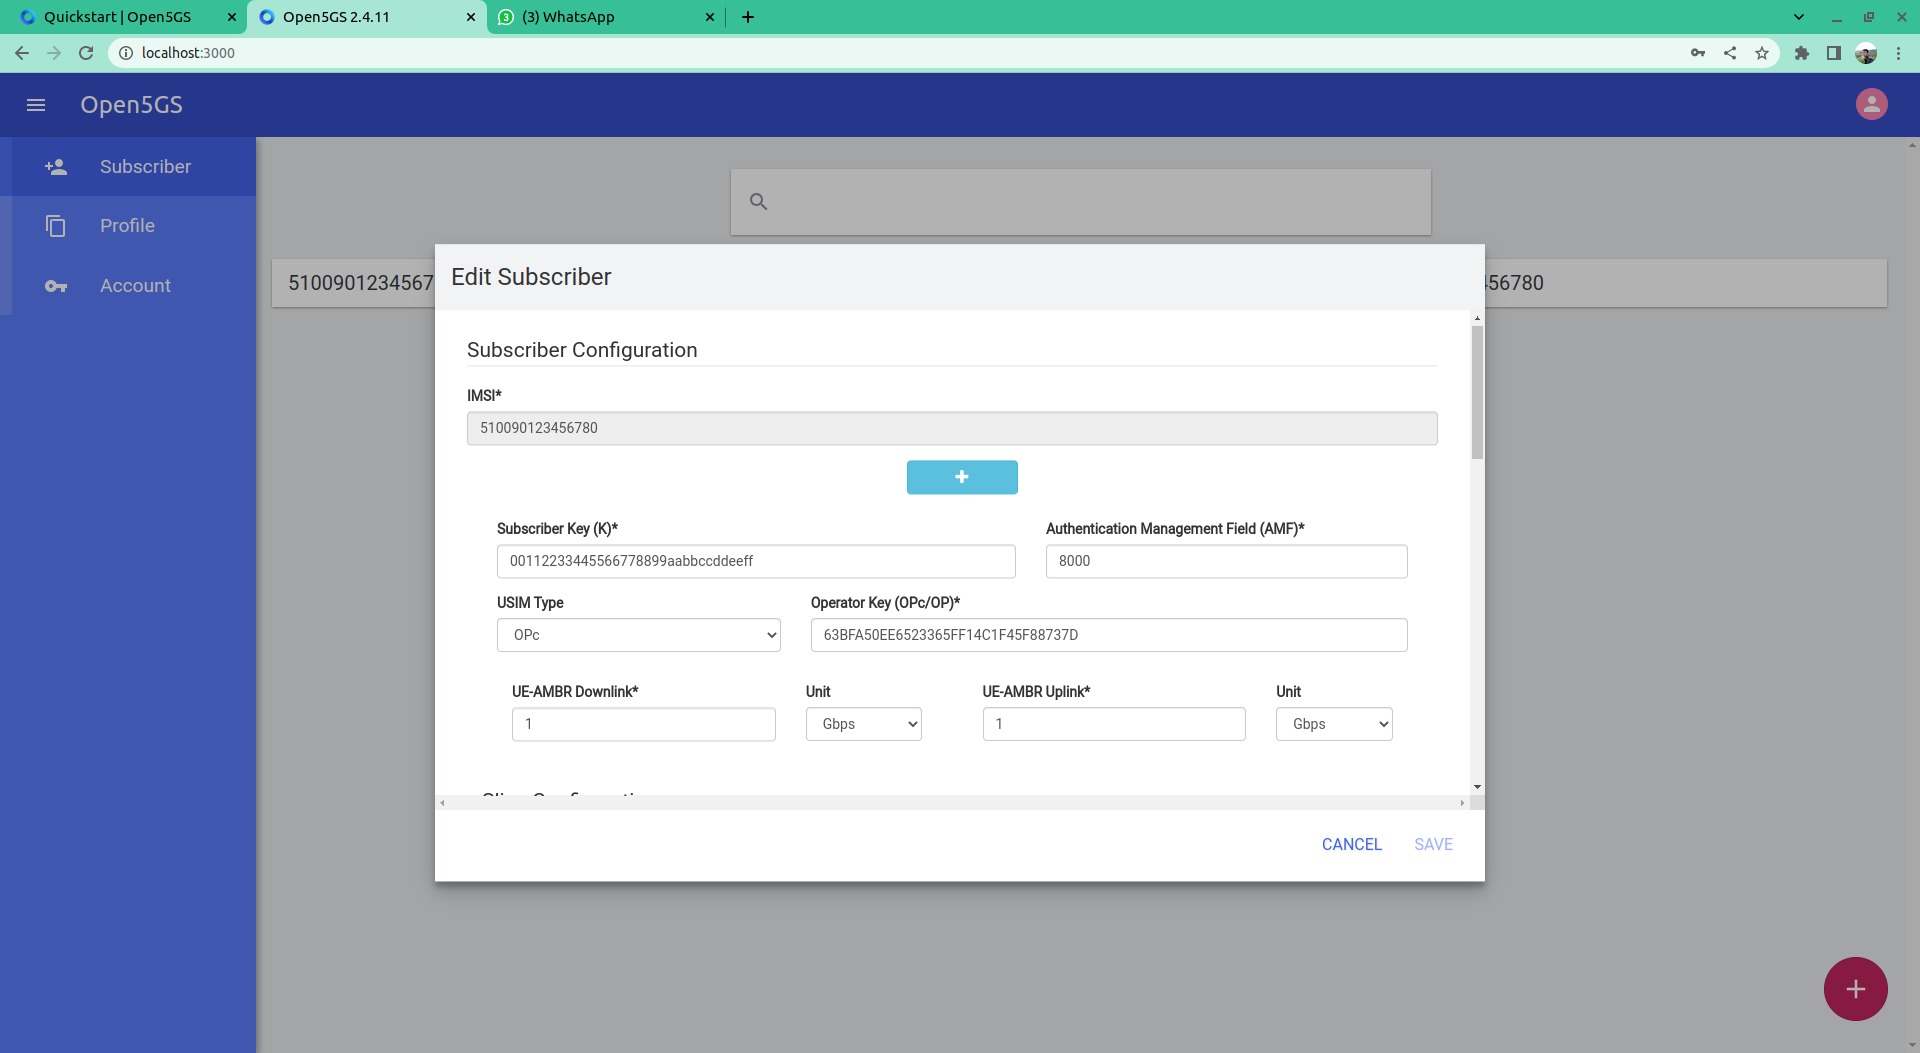 Quickstart | Open5GS
Open5GS 2.4.11
(3) WhatsApp
localhost:3000
Open5GS
Subscriber
Profile
Account
5100901234567
456780
Edit Subscriber
Subscriber Configuration
IMSI*
510090123456780
Subscriber Key (K)*
Authentication Management Field (AMF)*
00112233445566778899aabbccddeeff
8000
USIM Type
Operator Key (OPc/OP)*
OPc
63BFA50EE6523365FF14C1F45F88737D
UE-AMBR Downlink*
Unit
UE-AMBR Uplink*
Unit
1
Gbps
1
Gbps
CANCEL
SAVE